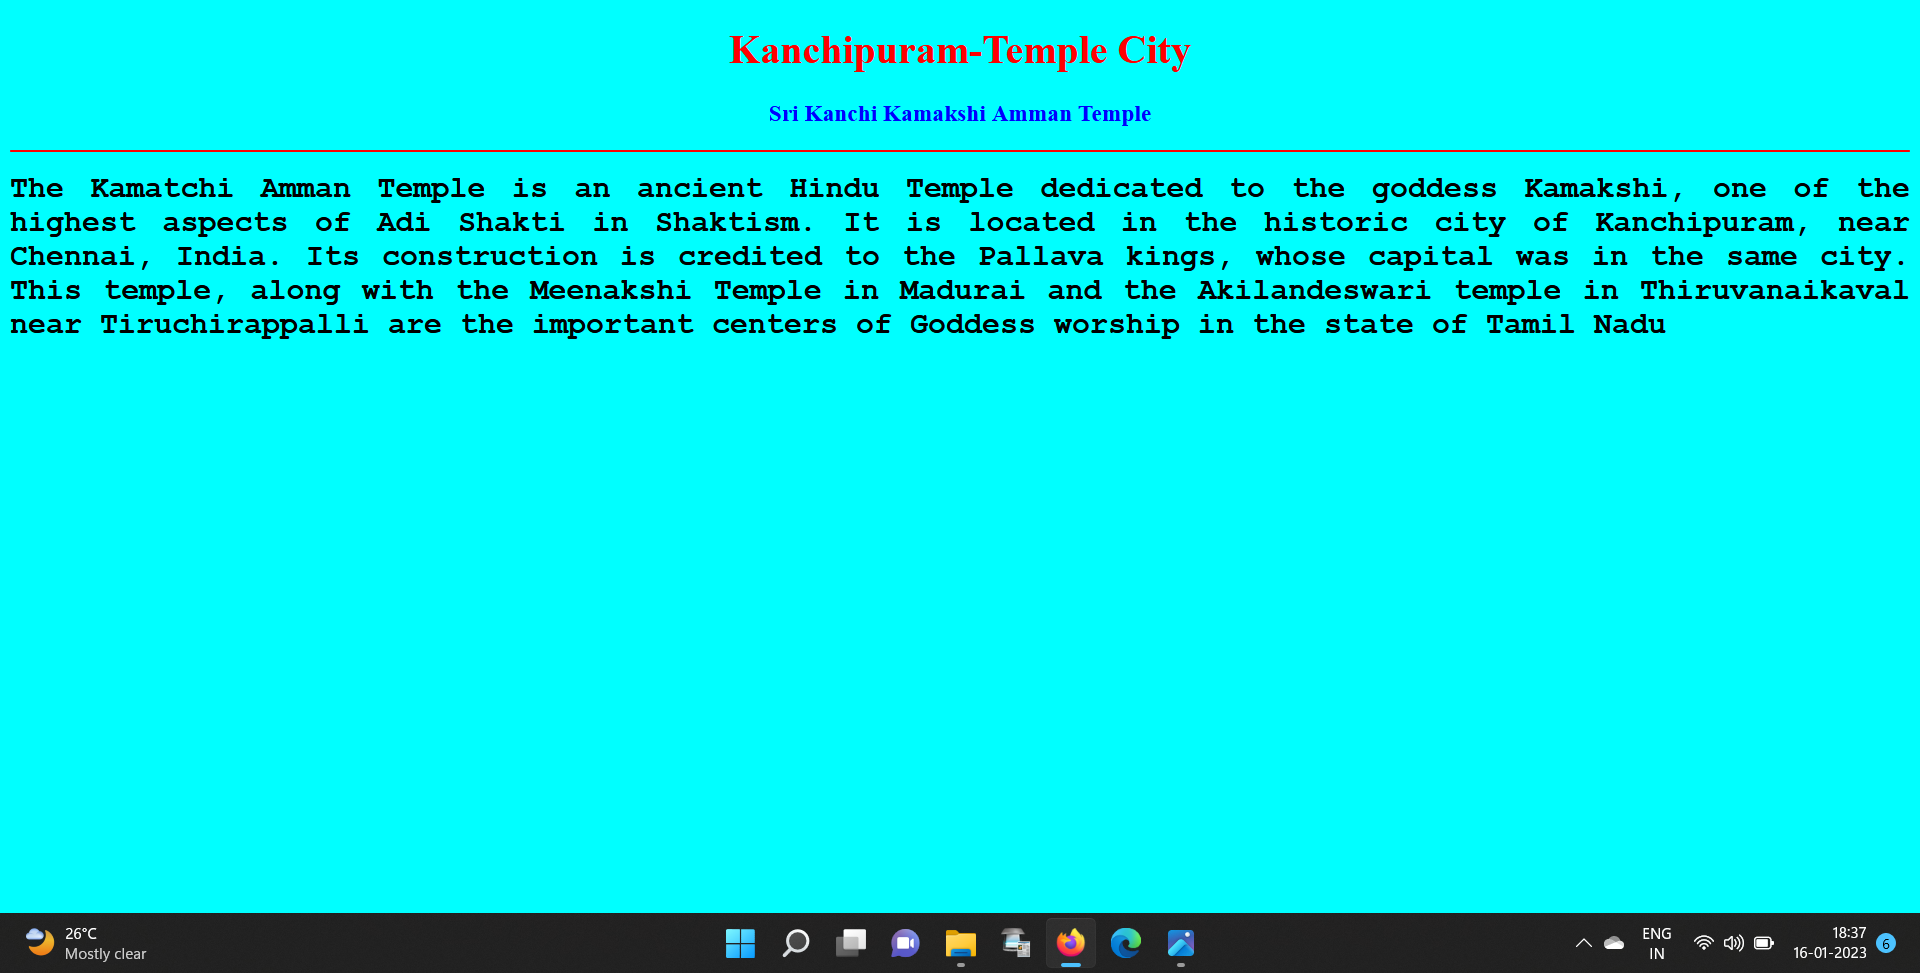 Kanchipuram-Temple City
Sri Kanchi Kamakshi Amman Temple
The Kamatchi Amman Temple is an ancient Hindu Temple dedicated to the goddess Kamakshi, one of the
highest aspects of Adi Shakti in Shaktism. It is located in the historic city of Kanchipuram, near
Chennai, India. Its construction is credited to the Pallava kings, whose capital was in the same city.
This temple, along with the Meenakshi Temple in Madurai and the Akilandeswari temple in Thiruvanaikaval
near Tiruchirappalli are the important centers of Goddess worship in the state of Tamil Nadu
26°C
Mostly clear
ENG
IN
18:37
16-01-2023
6